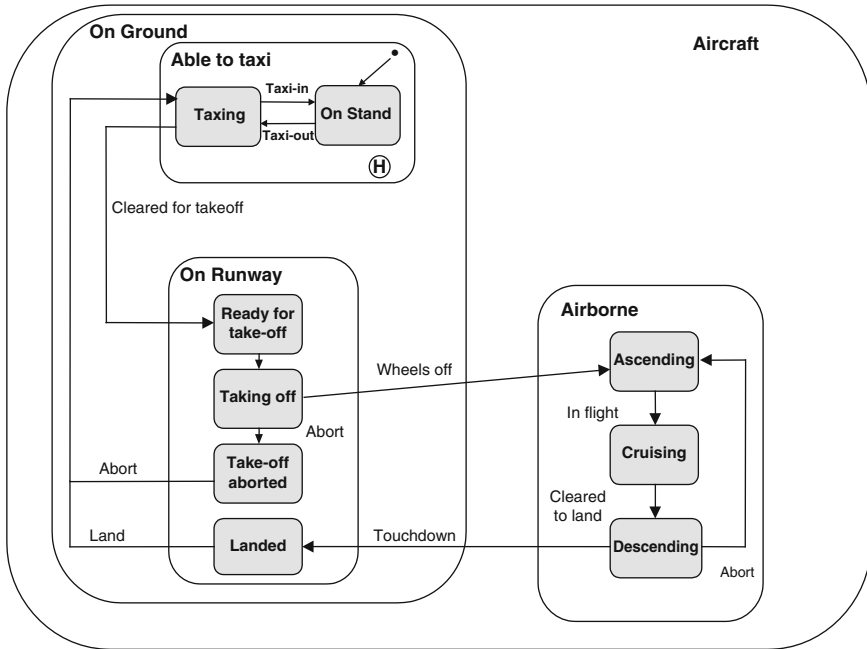 On Ground
Aircraft
Able to taxi
Taxi-in
Taxing
On Stand
Taxi-out
H
Cleared for takeoff
On Runway
Ready for
take-off
Airborne
Wheels off
Ascending
Taking off
In flight
Abort
Cruising
Take-off
aborted
Abort
Cleared
to land
Land
Landed
Touchdown
Descending
Abort